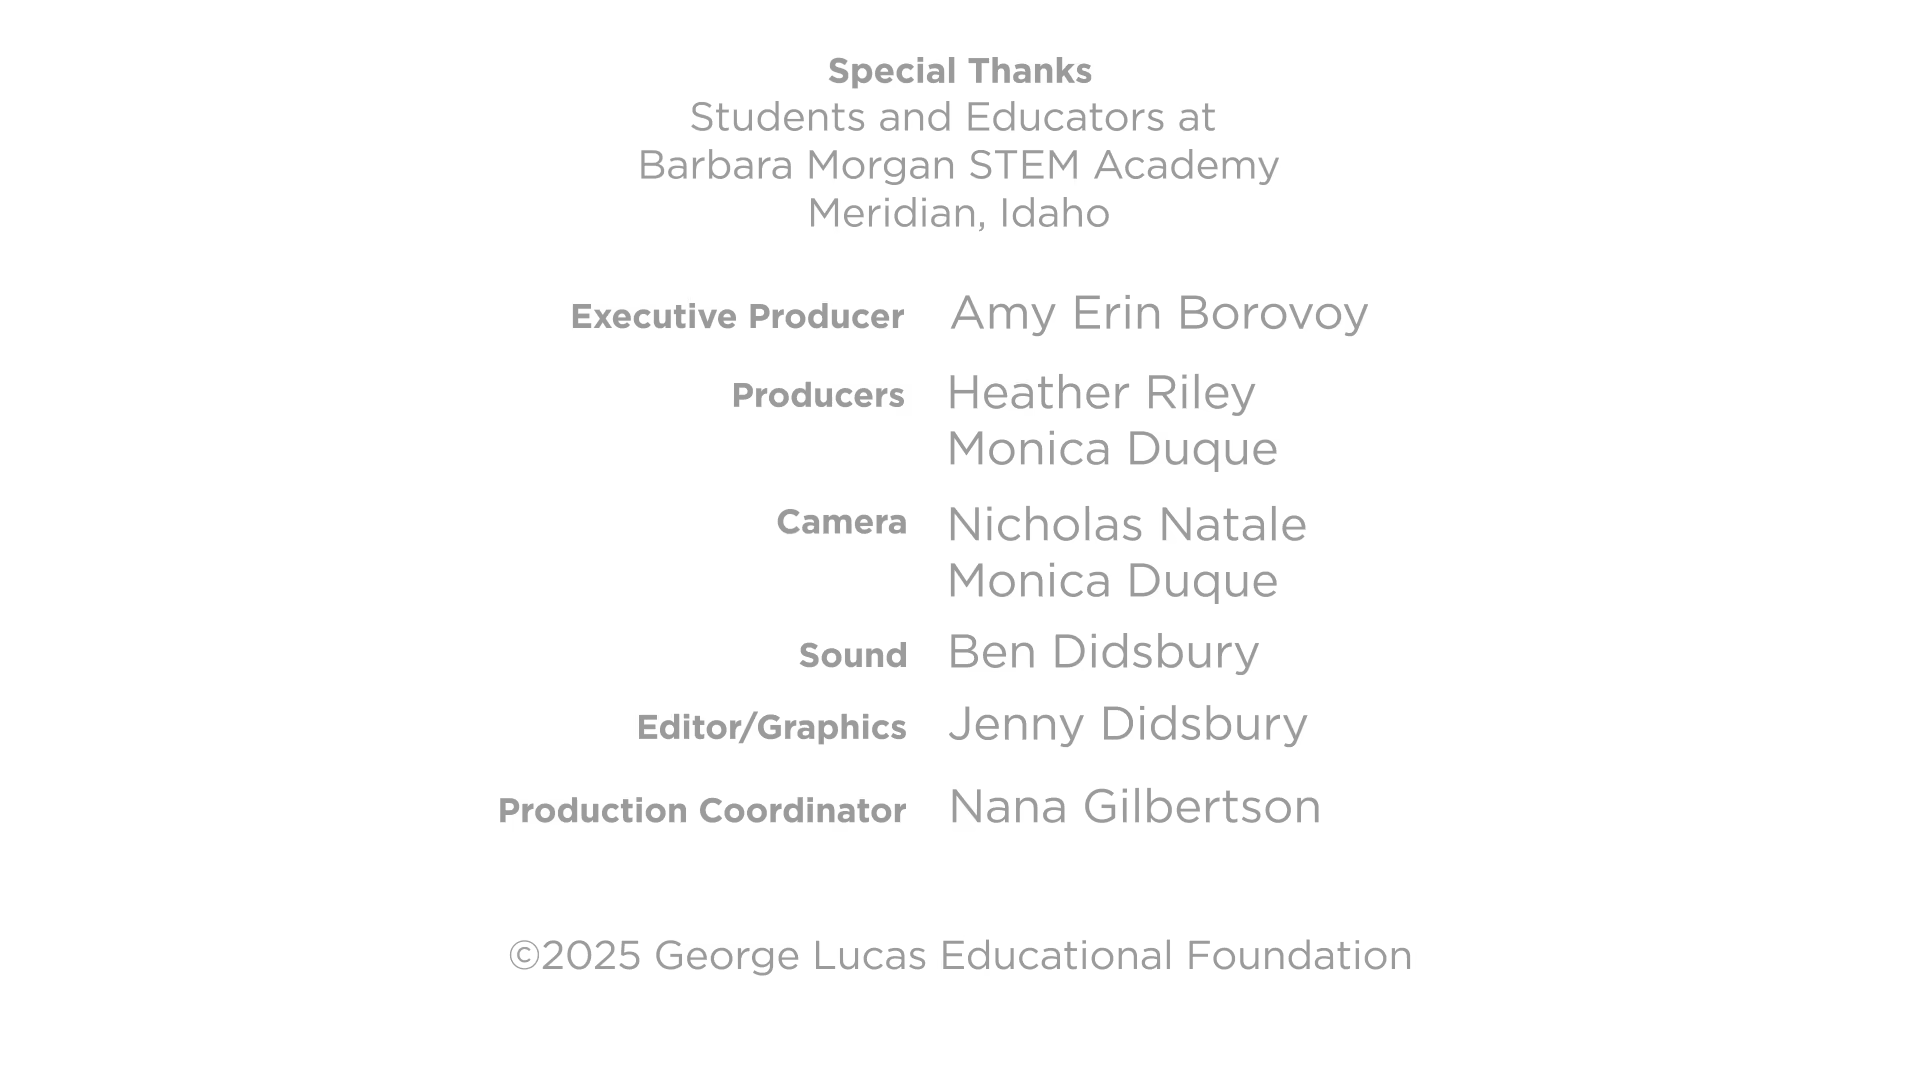 Special Thanks
Students and Educators at
Barbara Morgan STEM Academy
Meridian, Idaho
Executive Producer Amy Erin Borovoy
Producers Heather Riley
Monica Duque
Camera Nicholas Natale
Monica Duque
Sound Ben Didsbury
Editor/Graphics Jenny Didsbury
Production Coordinator Nana Gilbertson
©2025 George Lucas Educational Foundation